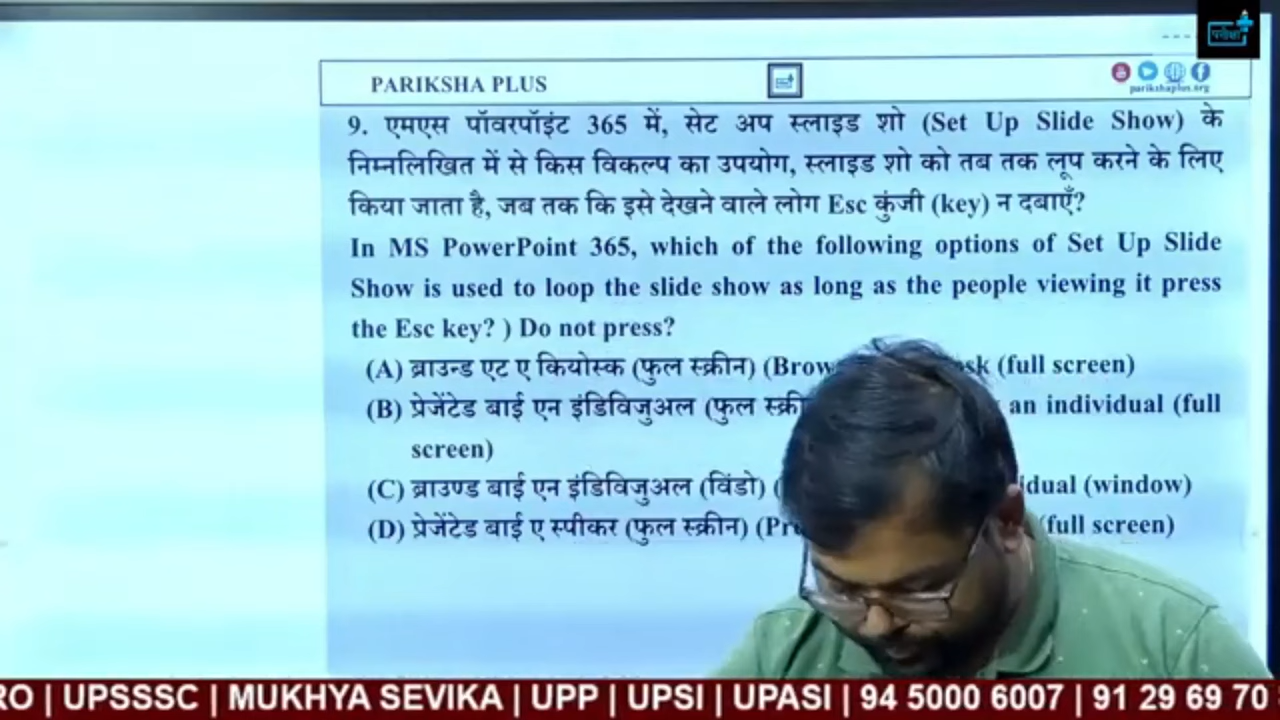 परीक्षा
PARIKSHA PLUS
parikshaplus.org
9. एमएस पॉवरपॉइंट 365 में, सेट अप स्लाइड शो (Set Up Slide Show) के
निम्नलिखित में से किस विकल्प का उपयोग, स्लाइड शो को तब तक लूप करने के लिए
किया जाता है, जब तक कि इसे देखने वाले लोग Esc कुंजी (key) न दबाएँ?
In MS PowerPoint 365, which of the following options of Set Up Slide
Show is used to loop the slide show as long as the people viewing it press
the Esc key? ) Do not press?
(A) ब्राउन्ड एट ए कियोस्क (फुल स्क्रीन) (Brow sk (full screen)
(B) प्रेजेंटेड बाई एन इंडिविजुअल (फुल स्क्री an individual (full
screen)
(C) ब्राउण्ड बाई एन इंडिविजुअल (विंडो) ( idual (window)
(D) प्रेजेंटेड बाई ए स्पीकर (फुल स्क्रीन) (Pr (full screen)
RO | UPSSSC | MUKHYA SEVIKA | UPP | UPSI | UPASI | 94 5000 6007 | 91 29 69 70